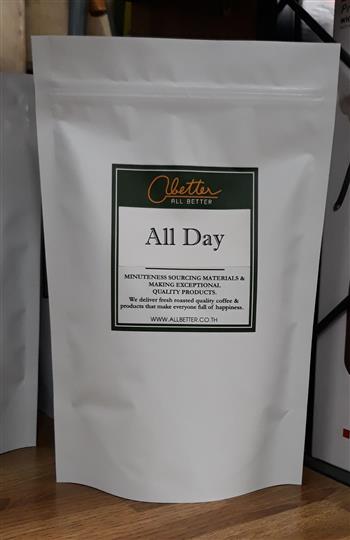 abetter
ALL BETTER
All Day
MINUTENESS SOURCING MATERIALS &
MAKING EXCEPTIONAL
QUALITY PRODUCTS.
We deliver fresh roasted quality coffee &
products that make everyone full of happiness.
WWW.ALLBETTER.CO.TH